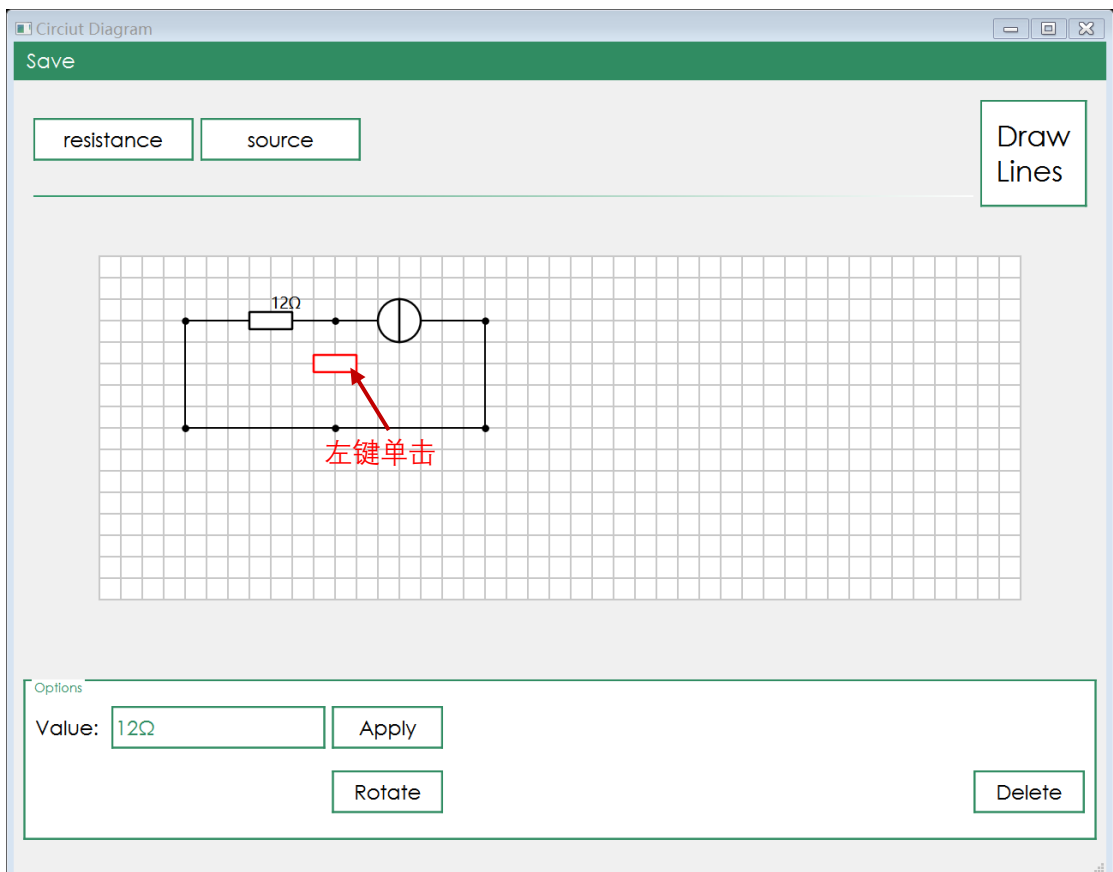 Circiut Diagram
Save
resistance
source
Draw
Lines
12Ω
左键单击
Options
Value:
12Ω
Apply
Rotate
Delete